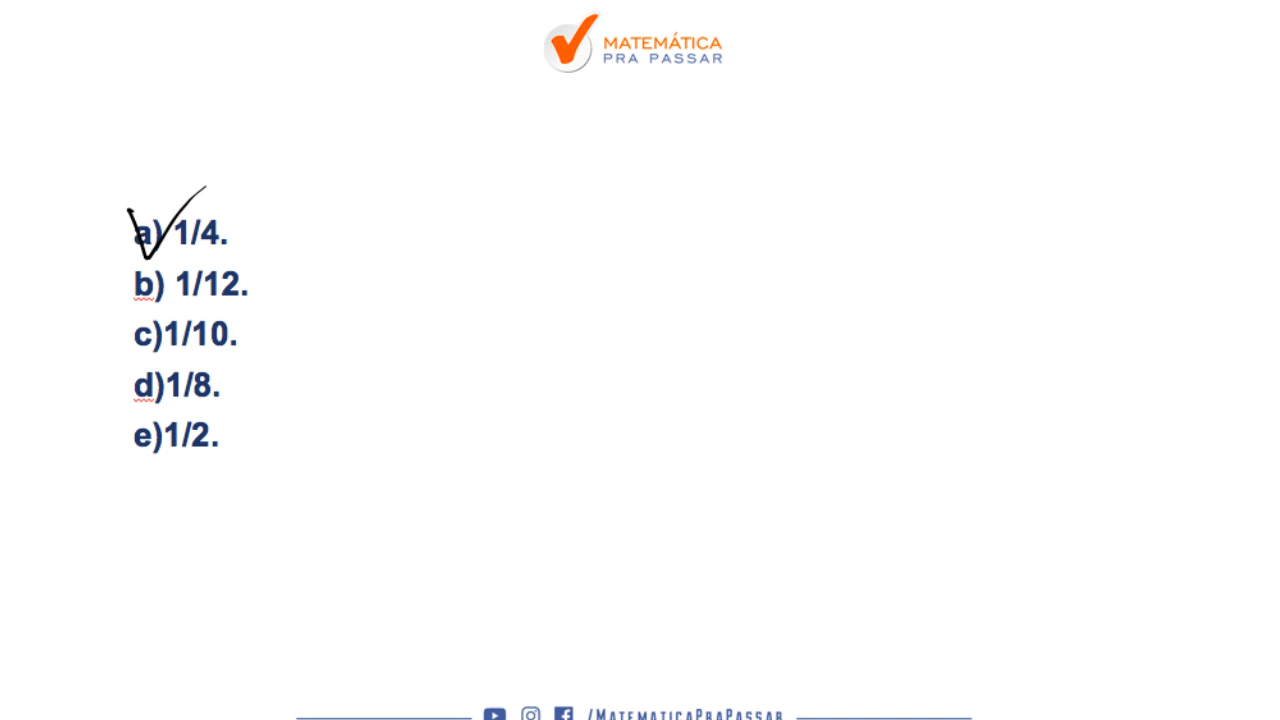 MATEMÁTICA
PRA PASSAR
a) 1/4.
b) 1/12.
c)1/10.
d)1/8.
e)1/2.
/MATEMATICAPRAPASSAR